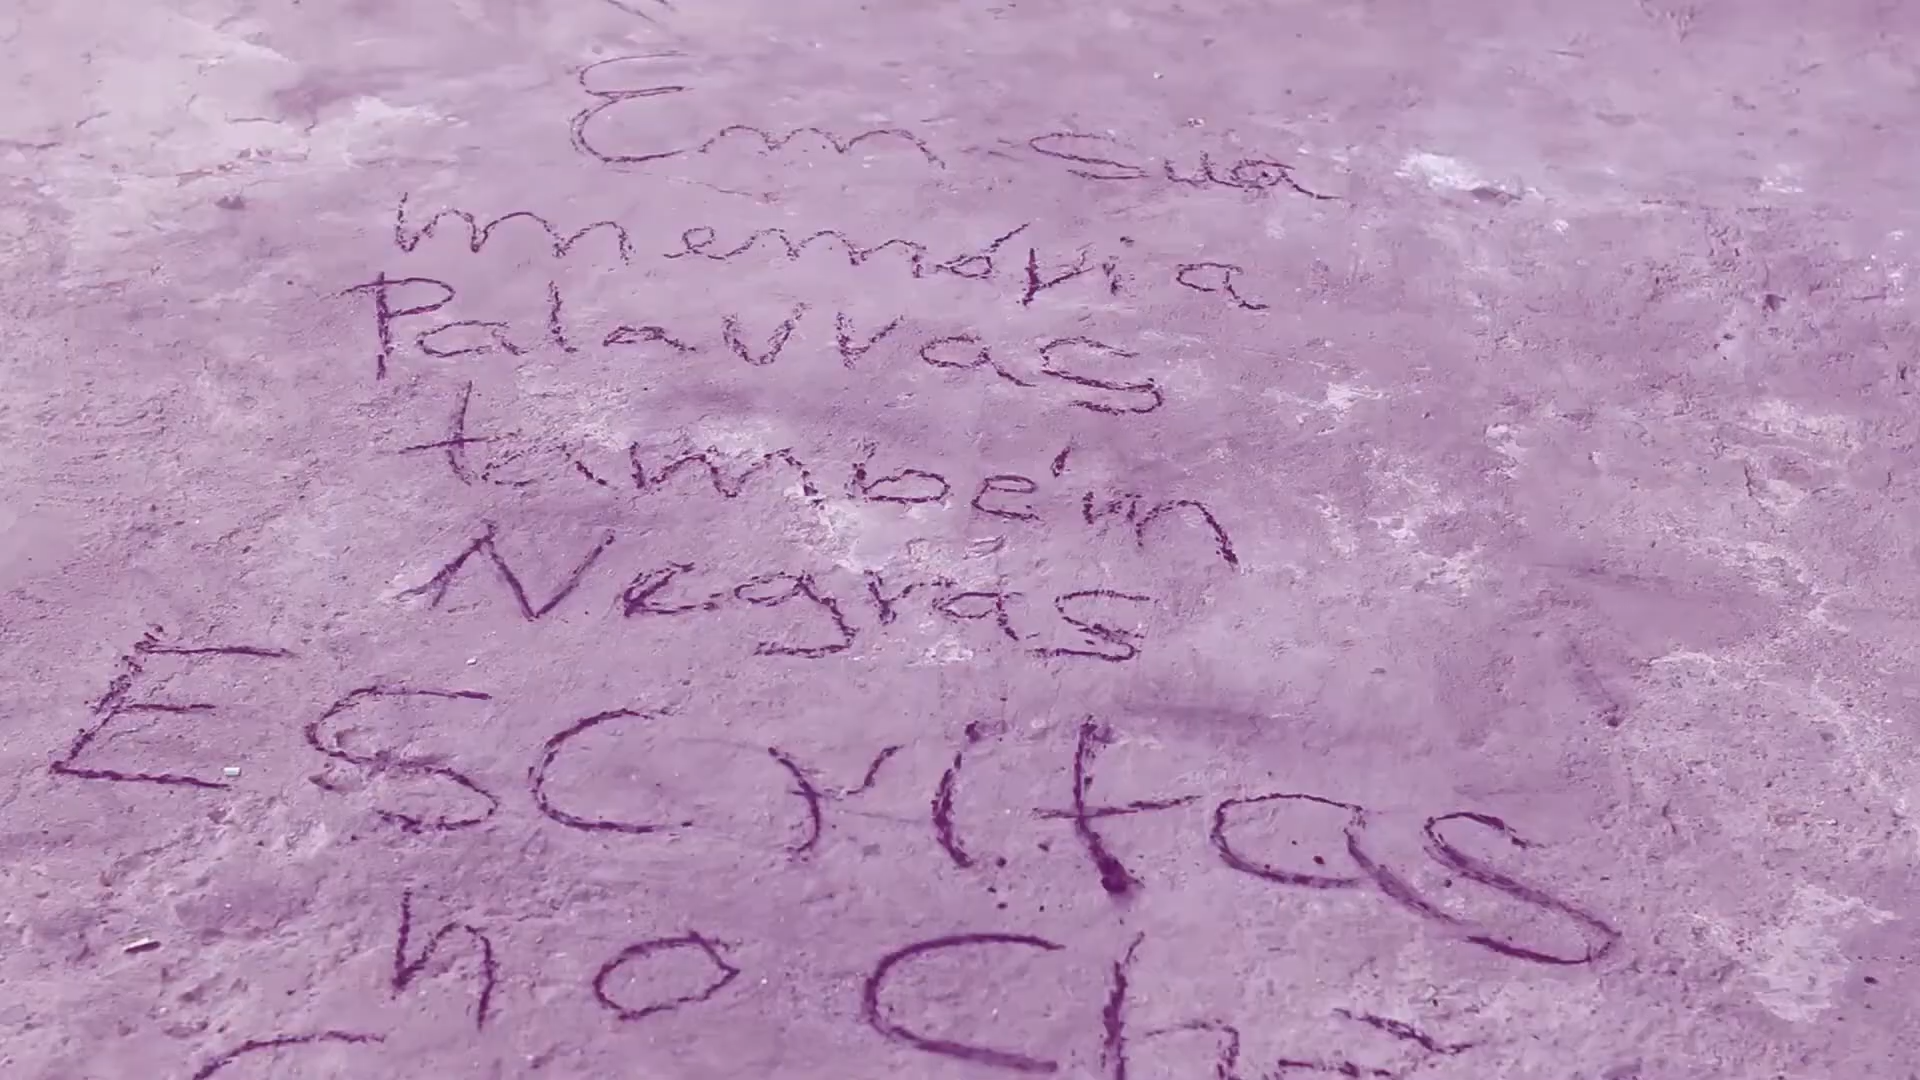 Em sua
memória
Palavras
também
Negras
EScritas
no